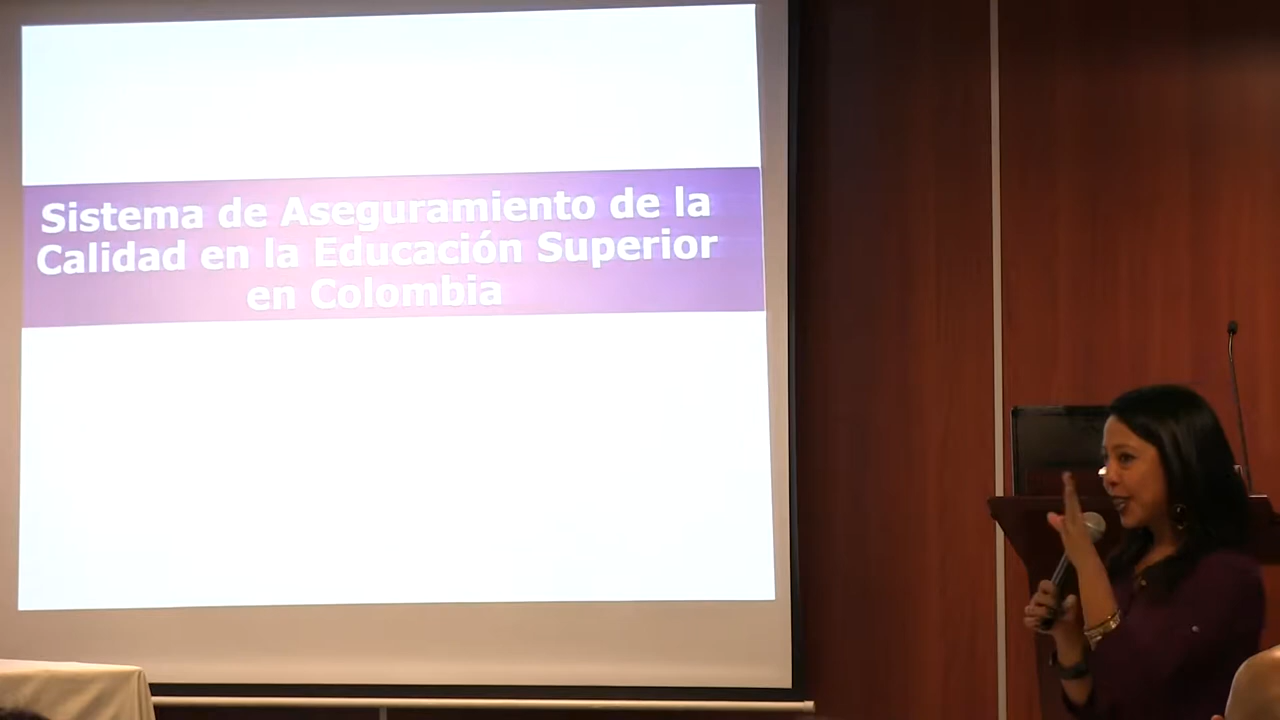 Sistema de Aseguramiento de la
Calidad en la Educación Superior
en Colombia